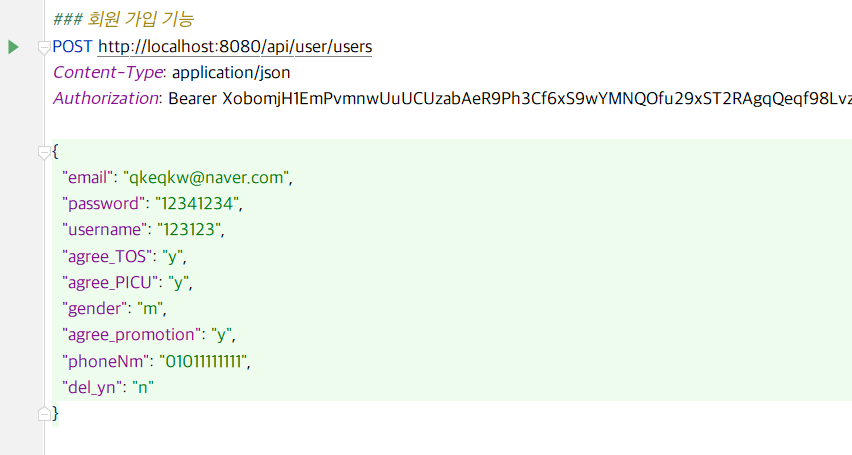 ### 회원 가입 기능
POST http://localhost:8080/api/user/users
Content-Type: application/json
Authorization: Bearer XobomjH1EmPvmnwUuUCUzabAeR9Ph3Cf6xS9wYMNQOfu29xST2RAgqQeqf98Lvz
{
"email": "qkeqkw@naver.com",
"password": "12341234",
"username": "123123",
"agree_TOS": "y",
"agree_PICU": "y",
"gender": "m",
"agree_promotion": "y",
"phoneNm": "01011111111",
"del_yn": "n"
}